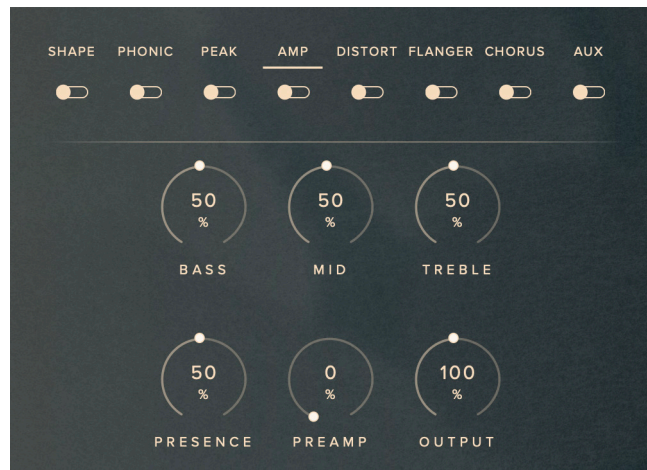 SHAPE PHONIC PEAK AMP DISTORT FLANGER CHORUS AUX
50 50 50
% % %
BASS MID TREBLE
50 0 100
% % %
PRESENCE PREAMP OUTPUT